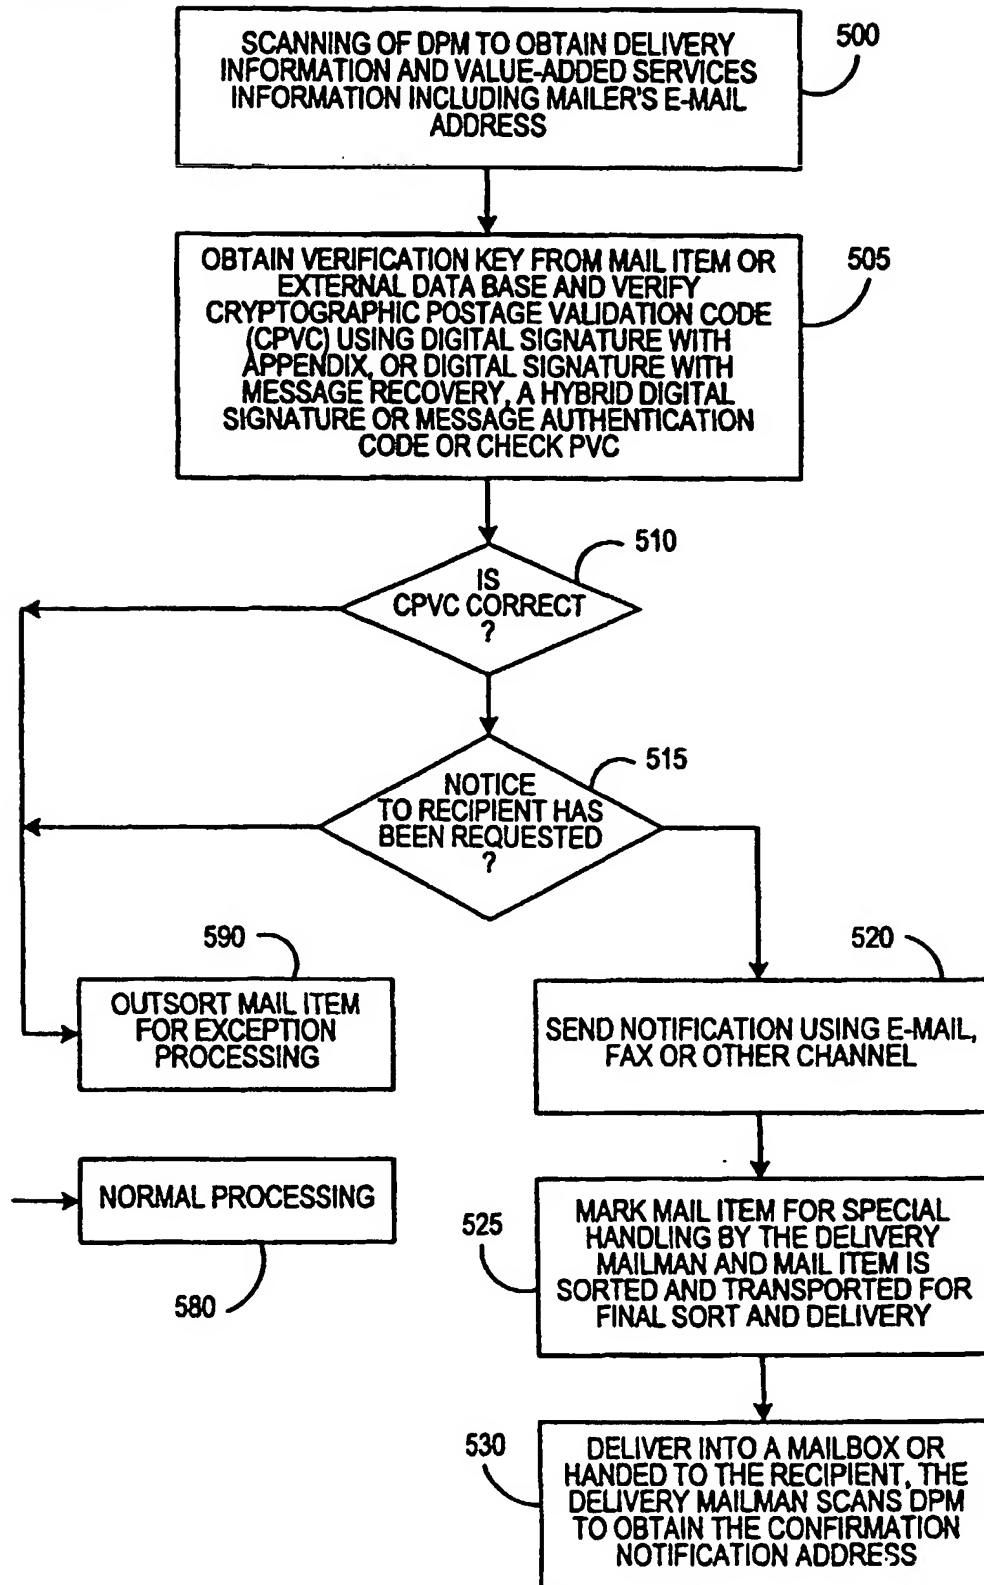 SCANNING OF DPM TO OBTAIN DELIVERY
INFORMATION AND VALUE-ADDED SERVICES
INFORMATION INCLUDING MAILER'S E-MAIL
ADDRESS
500
OBTAIN VERIFICATION KEY FROM MAIL ITEM OR
EXTERNAL DATA BASE AND VERIFY
CRYPTOGRAPHIC POSTAGE VALIDATION CODE
(CPVC) USING DIGITAL SIGNATURE WITH
APPENDIX, OR DIGITAL SIGNATURE WITH
MESSAGE RECOVERY, A HYBRID DIGITAL
SIGNATURE OR MESSAGE AUTHENTICATION
CODE OR CHECK PVC
505
IS
CPVC CORRECT
?
510
NOTICE
TO RECIPIENT HAS
BEEN REQUESTED
?
515
590
OUTSORT MAIL ITEM
FOR EXCEPTION
PROCESSING
520
SEND NOTIFICATION USING E-MAIL,
FAX OR OTHER CHANNEL
NORMAL PROCESSING
580
525
MARK MAIL ITEM FOR SPECIAL
HANDLING BY THE DELIVERY
MAILMAN AND MAIL ITEM IS
SORTED AND TRANSPORTED FOR
FINAL SORT AND DELIVERY
530
DELIVER INTO A MAILBOX OR
HANDED TO THE RECIPIENT, THE
DELIVERY MAILMAN SCANS DPM
TO OBTAIN THE CONFIRMATION
NOTIFICATION ADDRESS